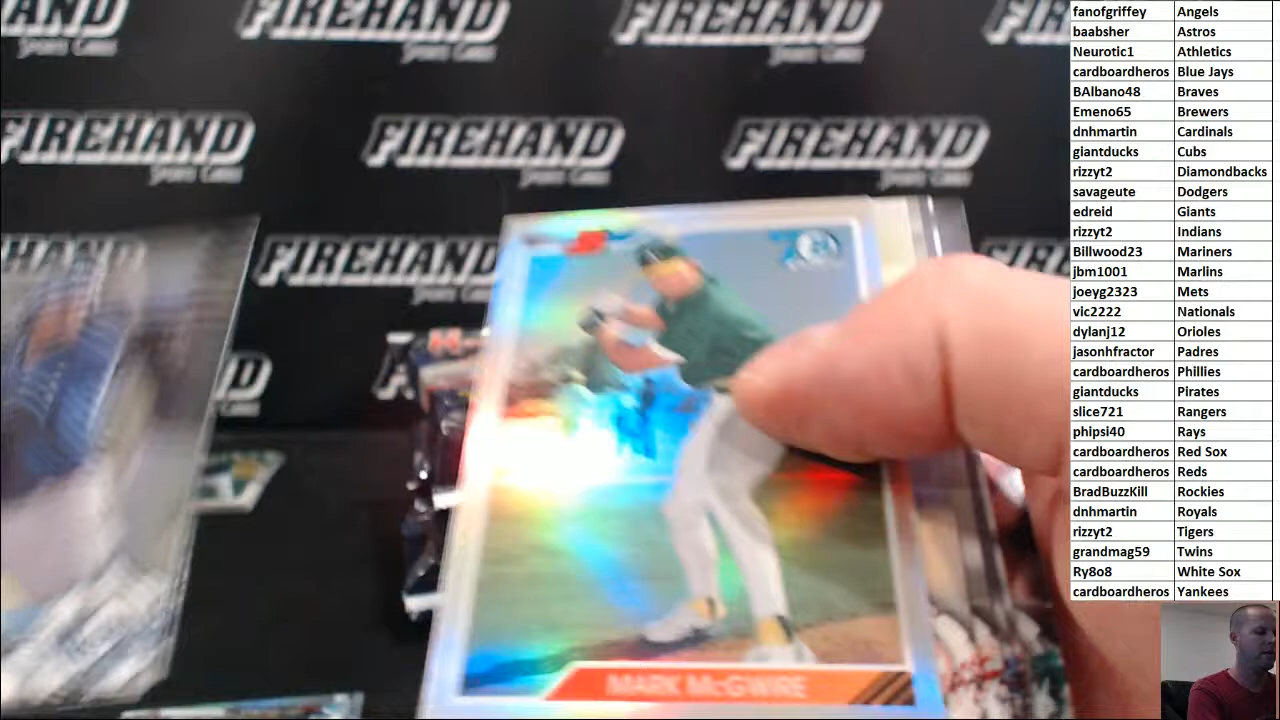 FIREHAND
SPORTS CARDS
FIREHAND
SPORTS CARDS
FIREHAND
SPORTS CARDS
FIREHAND
FIREHAND
FIREHAND
FIREHAND
FIREHAND
MARK McGWIRE
fanofgriffey Angels
baabsher Astros
Neurotic1 Athletics
cardboardheros Blue Jays
BAlbano48 Braves
Emeno65 Brewers
dnhmartin Cardinals
giantducks Cubs
rizzyt2 Diamondbacks
savageute Dodgers
edreid Giants
rizzyt2 Indians
Billwood23 Mariners
jbm1001 Marlins
joeyg2323 Mets
vic2222 Nationals
dylanj12 Orioles
jasonhfractor Padres
cardboardheros Phillies
giantducks Pirates
slice721 Rangers
phipsi40 Rays
cardboardheros Red Sox
cardboardheros Reds
BradBuzzKill Rockies
dnhmartin Royals
rizzyt2 Tigers
grandmag59 Twins
Ry8o8 White Sox
cardboardheros Yankees